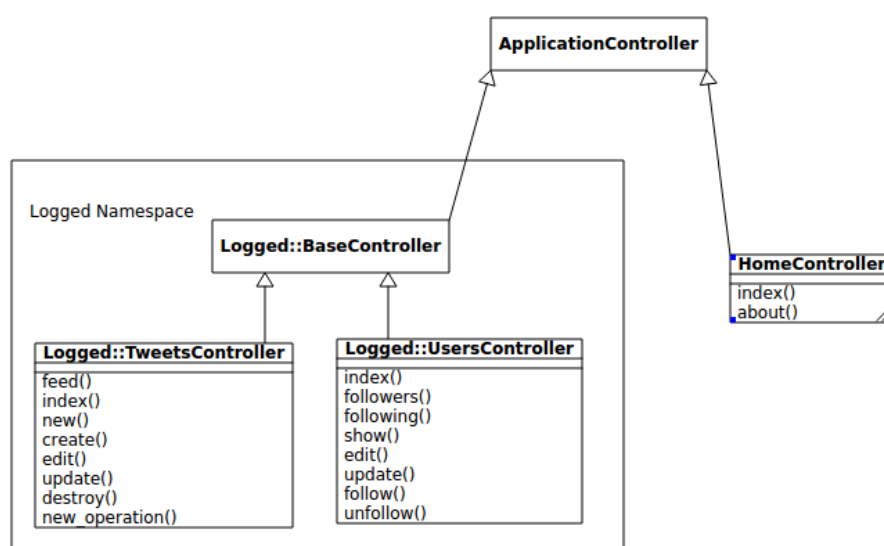 ApplicationController
Logged Namespace
Logged::BaseController
HomeController
index()
about()
Logged::TweetsController
feed()
index()
new()
create()
edit()
update()
destroy()
new_operation()
Logged::UsersController
index()
followers()
following()
show()
edit()
update()
follow()
unfollow()